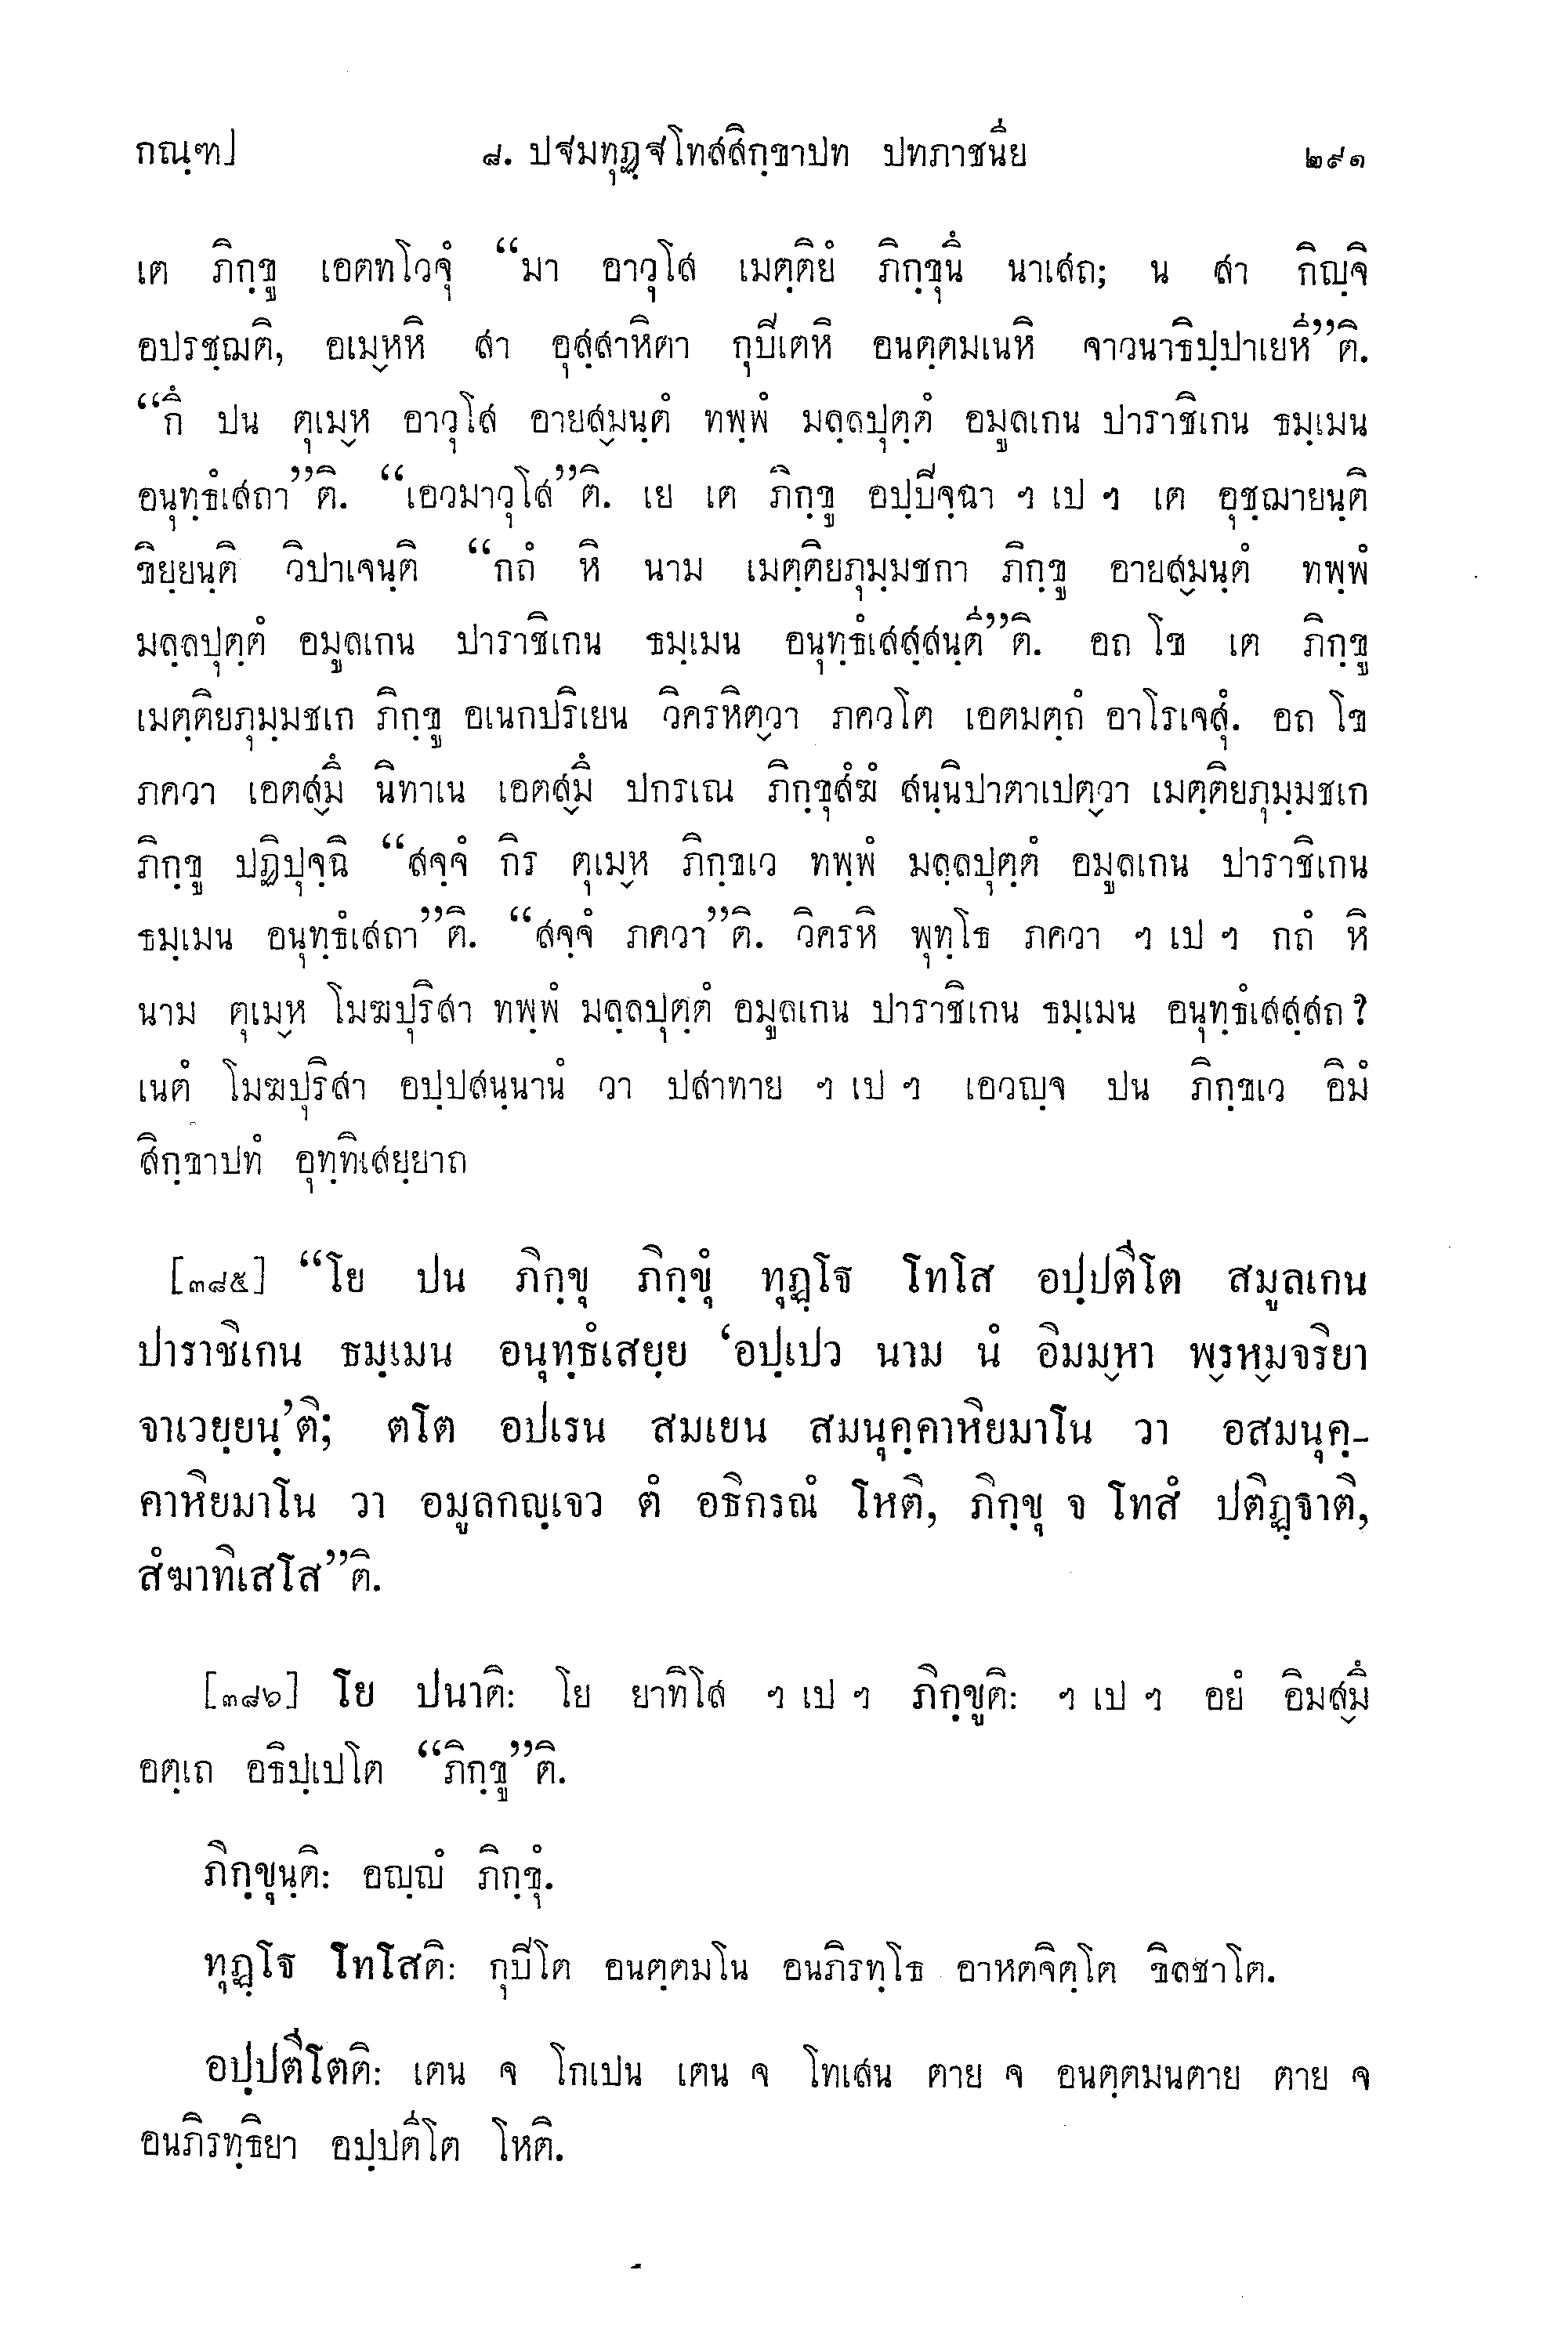 กณฺฑ] ๘. ปฐมทุฏฺฐโทสสิกฺขาปท ปทภาชนีย ๒๙๑
เต ภิกฺขู เอตทโวจุํ “มา อาวุโส เมตฺติยํ ภิกฺขุนึ นาเสถ; น สา กิญฺจิ
อปรชฺฌติ, อเมฺ๎หหิ สา อุสฺสาหิตา กุปิเตหิ อนตฺตมเนหิ จาวนาธิปฺปาเยหี”ติ.
“กึ ปน ตุเม๎ห อาวุโส อายส๎มนฺตํ ทพฺพํ มลฺลปุตฺตํ อมูลเกน ปาราชิเกน ธมฺเมน
อนุทฺธํเสถา”ติ. “เอวมาวุโส”ติ. เย เต ภิกฺขู อปฺปิจฺฉา ฯ เป ฯ เต อุชฺฌายนฺติ
ขิยฺยนฺติ วิปาเจนฺติ “กถํ หิ นาม เมตฺติยภุมฺมชกา ภิกฺขู อายส๎มนฺตํ ทพฺพํ
มลฺลปุตฺตํ อมูลเกน ปาราชิเกน ธมฺเมน อนุทฺธํเสสฺสนฺตี”ติ. อถ โข เต ภิกฺขู
เมตฺติยภุมฺมชเก ภิกฺขู อเนกปริเยน วิครหิต๎วา ภควโต เอตมตฺถํ อาโรเจสุํ. อถ โข
ภควา เอตส๎มึ นิทาเน เอตส๎มึ ปกรเณ ภิกฺขุสํฆํ สนฺนิปาตาเปต๎วา เมตฺติยภุมฺมชเก
ภิกฺขู ปฏิปุจฺฉิ “สจฺจํ กิร ตุเม๎ห ภิกฺขเว ทพฺพํ มลฺลปุตฺตํ อมูลเกน ปาราชิเกน
ธมฺเมน อนุทฺธํเสถา”ติ. “สจฺจํ ภควา”ติ. วิครหิ พุทฺโธ ภควา ฯ เป ฯ กถํ หิ
นาม ตุเม๎ห โมฆปุริสา ทพฺพํ มลฺลปุตฺตํ อมูลเกน ปาราชิเกน ธมฺเมน อนุทฺธํเสสฺสถ?
เนตํ โมฆปุริสา อปฺปสนฺนานํ วา ปสาทาย ฯ เป ฯ เอวญฺจ ปน ภิกฺขเว อิมํ
สิกฺขาปทํ อุทฺทิเสยฺยาถ
[๓๘๕] “โย ปน ภิกฺขุ ภิกฺขุํ ทุฏฺโฐ โทโส อปฺปตีโต สมูลเกน
ปาราชิเกน ธมฺเมน อนุทฺธํเสยฺย ‘อปฺเปว นาม นํ อิมม๎หา พ๎รห๎มจริยา
จาเวยฺยนฺ’ติ; ตโต อปเรน สมเยน สมนุคฺคาหิยมาโน วา อสมนุคฺ-
คาหิยมาโน วา อมูลกญฺเจว ตํ อธิกรณํ โหติ, ภิกฺขุ จ โทสํ ปติฏฺฐาติ,
สํฆาทิเสโส”ติ.
[๓๘๖] โย ปนาติ: โย ยาทิโส ฯ เป ฯ ภิกฺขูติ: ฯ เป ฯ อยํ อิมส๎มึ
อตฺเถ อธิปฺเปโต “ภิกฺขู”ติ.
ภิกฺขุนฺติ: อญฺญํ ภิกฺขุํ.
ทุฏฺโฐ โทโสติ: กุปิโต อนตฺตมโน อนภิรทฺโธ อาหตจิตฺโต ขิลชาโต.
อปฺปตีโตติ: เตน จ โกเปน เตน จ โทเสน ตาย จ อนตฺตมนตาย ตาย จ
อนภิรทฺธิยา อปฺปตีโต โหติ.